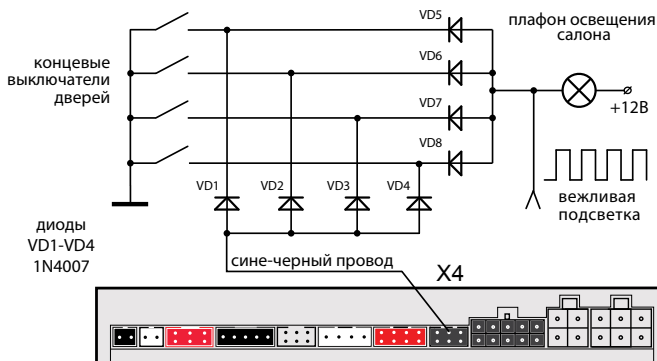 VD5
плафон освещения
салона
концевые
выключатели
дверей
VD6
+12В
VD7
VD8
VD1
VD2
VD3
VD4
вежливая
подсветка
диоды
VD1-VD4
1N4007
сине-черный провод
X4